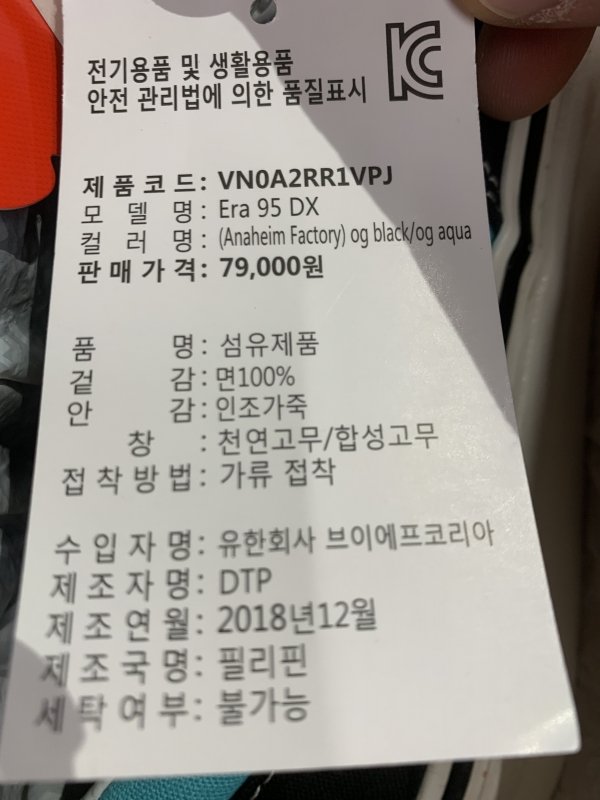 전기용품 및 생활용품
안전 관리법에 의한 품질표시
KC
제품코드: VN0A2RR1VPJ
모델명: Era 95 DX
컬러명: (Anaheim Factory) og black/og aqua
판매가격: 79,000원
품명: 섬유제품
겉감: 면100%
안감: 인조가죽
창: 천연고무/합성고무
접착방법: 가류 접착
수입자명: 유한회사 브이에프코리아
제조자명: DTP
제조연월: 2018년12월
제조국명: 필리핀
세탁여부: 불가능